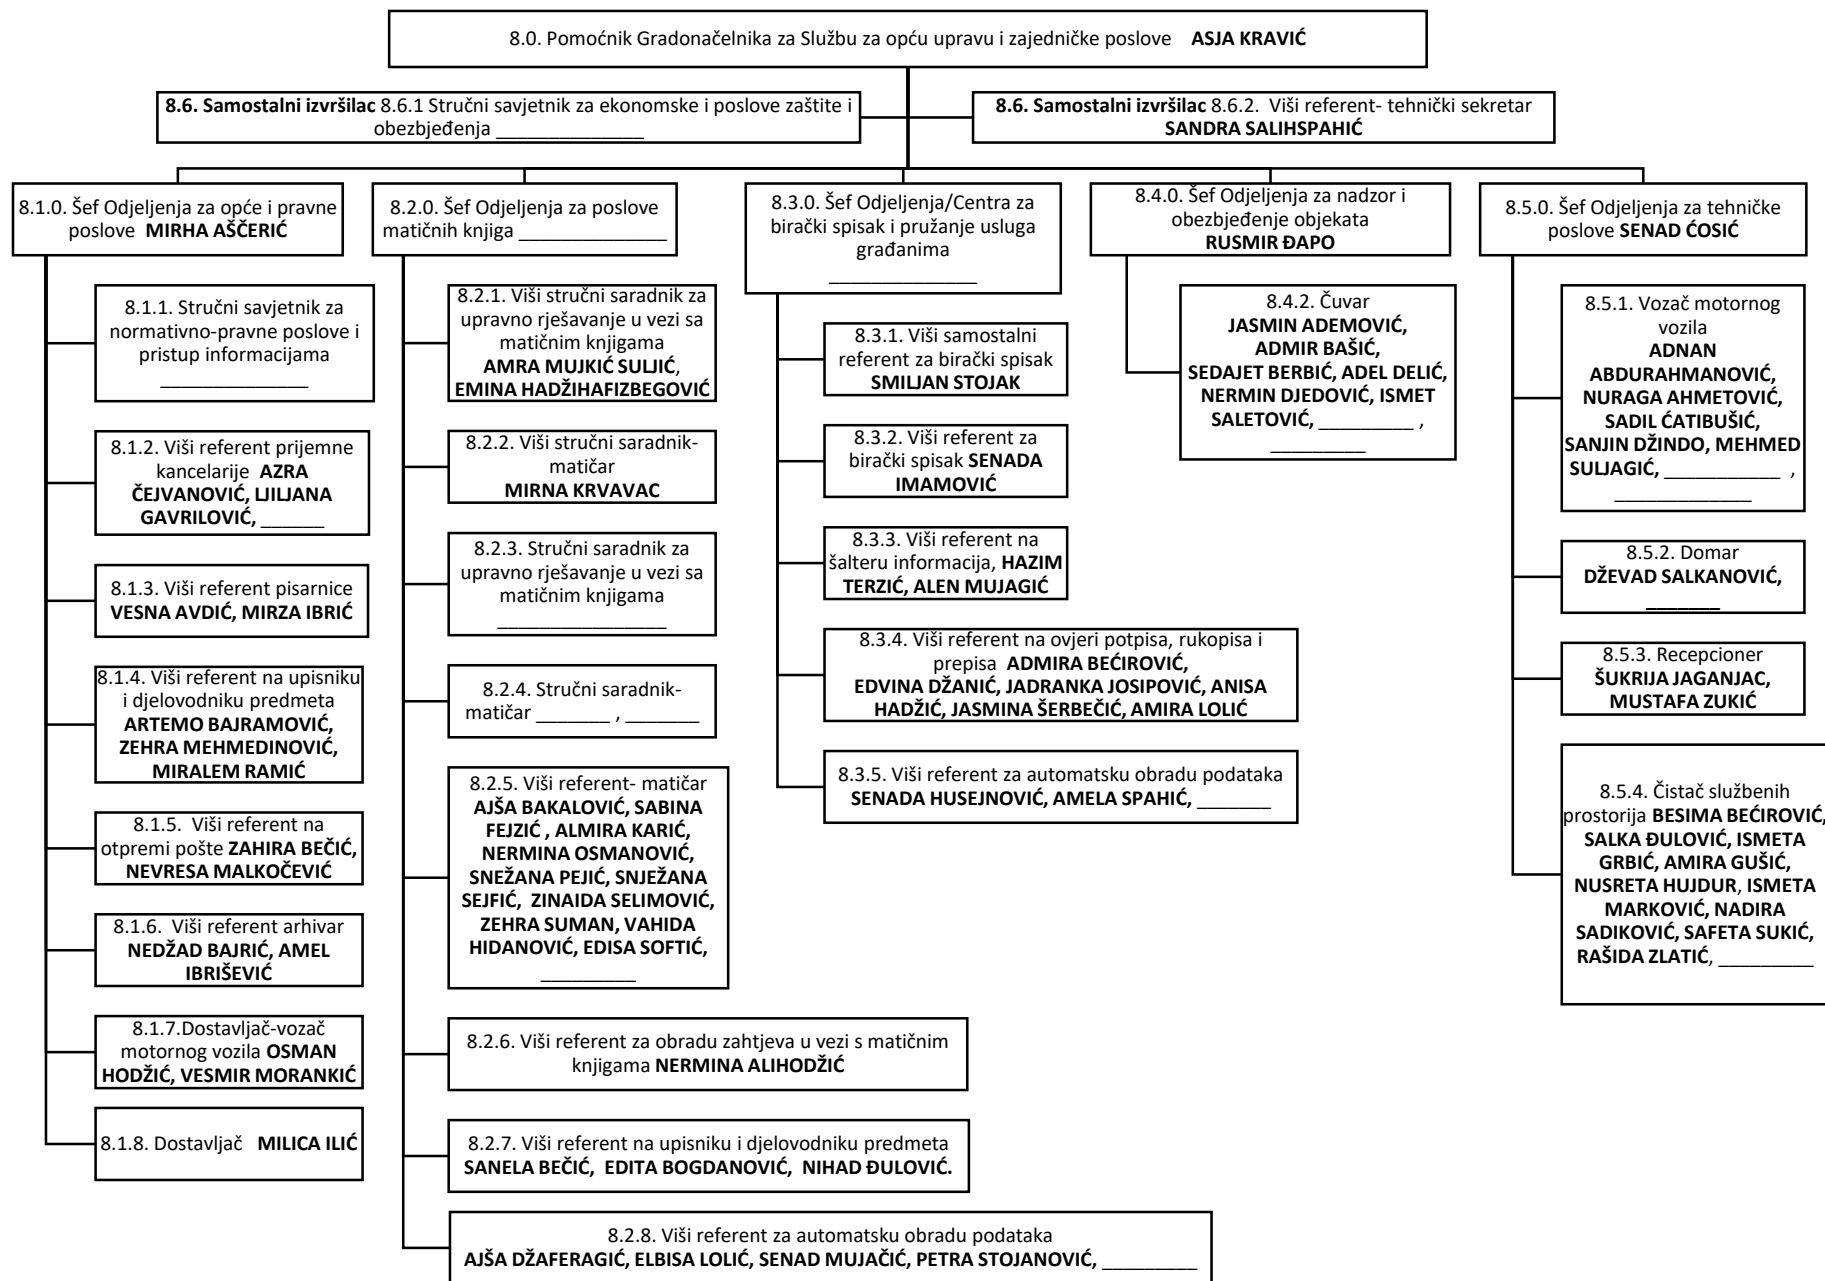 8.0. Pomoćnik Gradonačelnika za Službu za opću upravu i zajedničke poslove ASJA KRAVIĆ
8.6. Samostalni izvršilac 8.6.1 Stručni savjetnik za ekonomske i poslove zaštite i
obezbjeđenja ______________
8.6. Samostalni izvršilac 8.6.2. Viši referent- tehnički sekretar
SANDRA SALIHSPAHIĆ
8.1.0. Šef Odjeljenja za opće i pravne
poslove MIRHA AŠČERIĆ
8.1.1. Stručni savjetnik za
normativno-pravne poslove i
pristup informacijama
______________
8.1.2. Viši referent prijemne
kancelarije AZRA
ČEJVANOVIĆ, LJILJANA
GAVRILOVIĆ, ______
8.1.3. Viši referent pisarnice
VESNA AVDIĆ, MIRZA IBRIĆ
8.1.4. Viši referent na upisniku
i djelovodniku predmeta
ARTEMO BAJRAMOVIĆ,
ZEHRA MEHMEDINOVIĆ,
MIRALEM RAMIĆ
8.1.5. Viši referent na
otpremi pošte ZAHIRA BEČIĆ,
NEVRESA MALKOČEVIĆ
8.1.6. Viši referent arhivar
NEDŽAD BAJRIĆ, AMEL
IBRIŠEVIĆ
8.1.7.Dostavljač-vozač
motornog vozila OSMAN
HODŽIĆ, VESMIR MORANKIĆ
8.1.8. Dostavljač MILICA ILIĆ
8.2.0. Šef Odjeljenja za poslove
matičnih knjiga ______________
8.2.1. Viši stručni saradnik za
upravno rješavanje u vezi sa
matičnim knjigama
AMRA MUJKIĆ SULJIĆ,
EMINA HADŽIHAFIZBEGOVIĆ
8.2.2. Viši stručni saradnik-
matičar
MIRNA KRVAVAC
8.2.3. Stručni saradnik za
upravno rješavanje u vezi sa
matičnim knjigama
________________
8.2.4. Stručni saradnik-
matičar _______ , _______
8.2.5. Viši referent- matičar
AJŠA BAKALOVIĆ, SABINA
FEJZIĆ , ALMIRA KARIĆ,
NERMINA OSMANOVIĆ,
SNEŽANA PEJIĆ, SNJEŽANA
SEJFIĆ, ZINAIDA SELIMOVIĆ,
ZEHRA SUMAN, VAHIDA
HIDANOVIĆ, EDISA SOFTIĆ,
_________
8.2.6. Viši referent za obradu zahtjeva u vezi s matičnim
knjigama NERMINA ALIHODŽIĆ
8.2.7. Viši referent na upisniku i djelovodniku predmeta
SANELA BEČIĆ, EDITA BOGDANOVIĆ, NIHAD ĐULOVIĆ.
8.2.8. Viši referent za automatsku obradu podataka
AJŠA DŽAFERAGIĆ, ELBISA LOLIĆ, SENAD MUJAČIĆ, PETRA STOJANOVIĆ, _________
8.3.0. Šef Odjeljenja/Centra za
birački spisak i pružanje usluga
građanima
______________
8.3.1. Viši samostalni
referent za birački spisak
SMILJAN STOJAK
8.3.2. Viši referent za
birački spisak SENADA
IMAMOVIĆ
8.3.3. Viši referent na
šalteru informacija, HAZIM
TERZIĆ, ALEN MUJAGIĆ
8.3.4. Viši referent na ovjeri potpisa, rukopisa i
prepisa ADMIRA BEĆIROVIĆ,
EDVINA DŽANIĆ, JADRANKA JOSIPOVIĆ, ANISA
HADŽIĆ, JASMINA ŠERBEČIĆ, AMIRA LOLIĆ
8.3.5. Viši referent za automatsku obradu podataka
SENADA HUSEJNOVIĆ, AMELA SPAHIĆ, _______
8.4.0. Šef Odjeljenja za nadzor i
obezbjeđenje objekata
RUSMIR ĐAPO
8.4.2. Čuvar
JASMIN ADEMOVIĆ,
ADMIR BAŠIĆ,
SEDAJET BERBIĆ, ADEL DELIĆ,
NERMIN DJEDOVIĆ, ISMET
SALETOVIĆ, _________ ,
_________
8.5.0. Šef Odjeljenja za tehničke
poslove SENAD ĆOSIĆ
8.5.1. Vozač motornog
vozila
ADNAN
ABDURAHMANOVIĆ,
NURAGA AHMETOVIĆ,
SADIL ĆATIBUŠIĆ,
SANJIN DŽINDO, MEHMED
SULJAGIĆ, ___________ ,
_____________
8.5.2. Domar
DŽEVAD SALKANOVIĆ,
_______
8.5.3. Recepcioner
ŠUKRIJA JAGANJAC,
MUSTAFA ZUKIĆ
8.5.4. Čistač službenih
prostorija BESIMA BEĆIROVIĆ,
SALKA ĐULOVIĆ, ISMETA
GRBIĆ, AMIRA GUŠIĆ,
NUSRETA HUJDUR, ISMETA
MARKOVIĆ, NADIRA
SADIKOVIĆ, SAFETA SUKIĆ,
RAŠIDA ZLATIĆ, _________